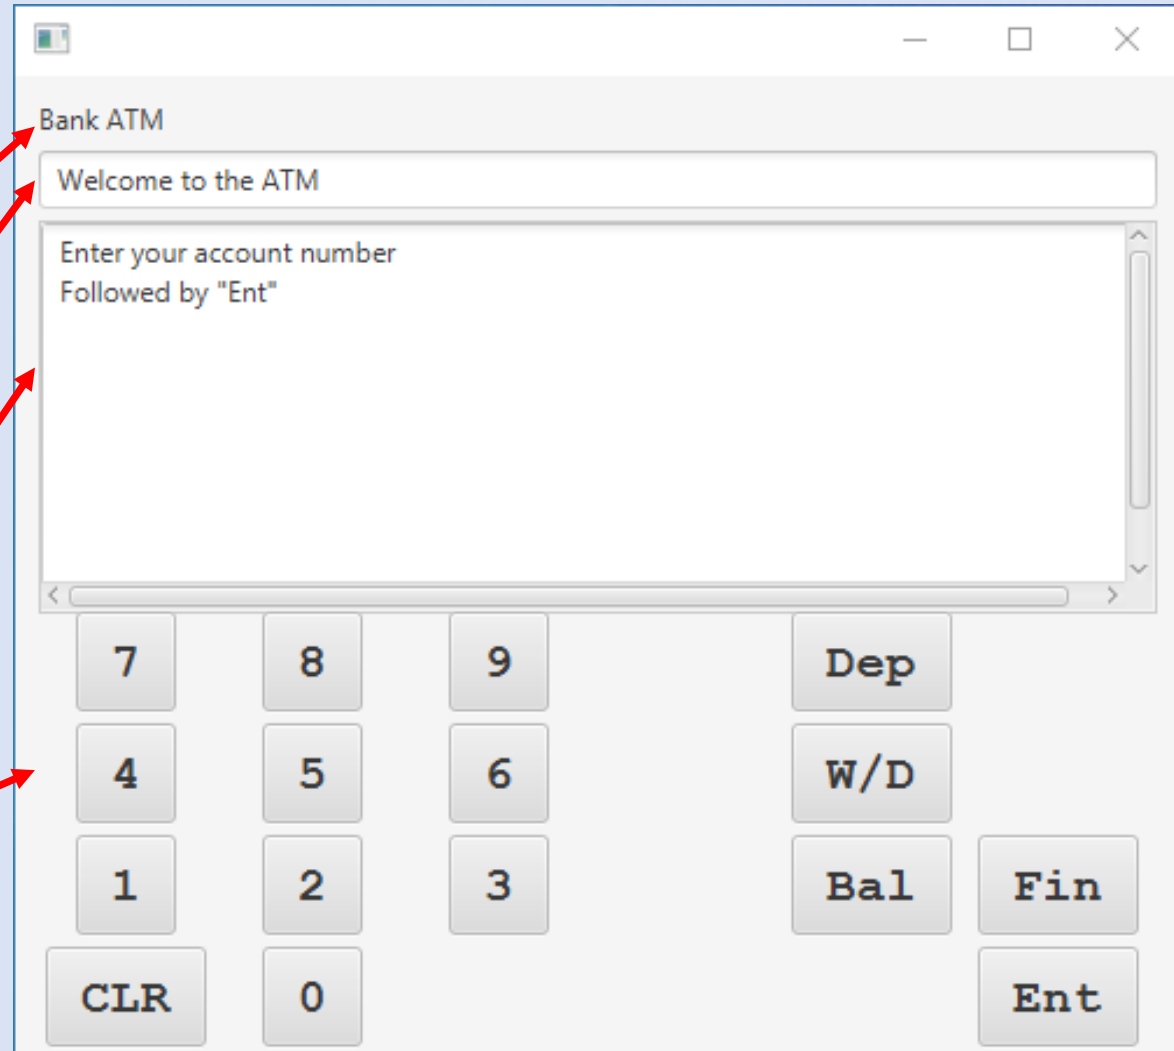 Bank ATM
Welcome to the ATM
Enter your account number
Followed by "Ent"
7 8 9 Dep
4 5 6 W/D
1 2 3 Bal Fin
CLR 0 Ent